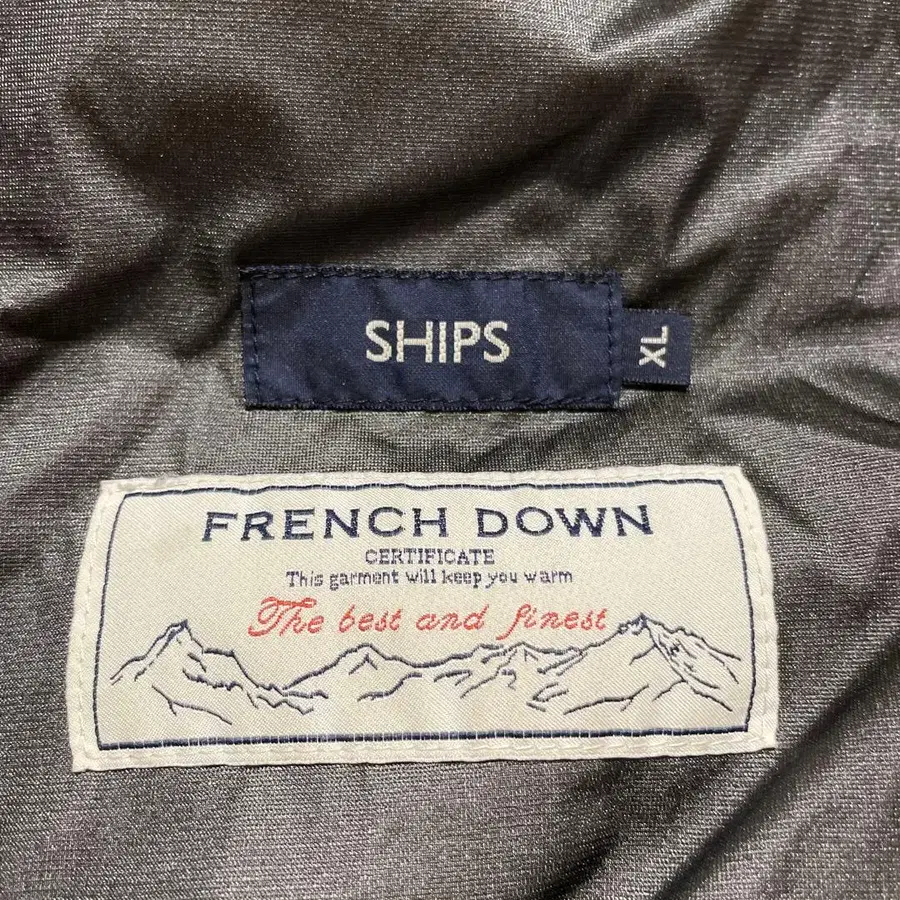 SHIPS
XL
FRENCH DOWN
CERTIFICATE
This garment will keep you warm
The best and finest